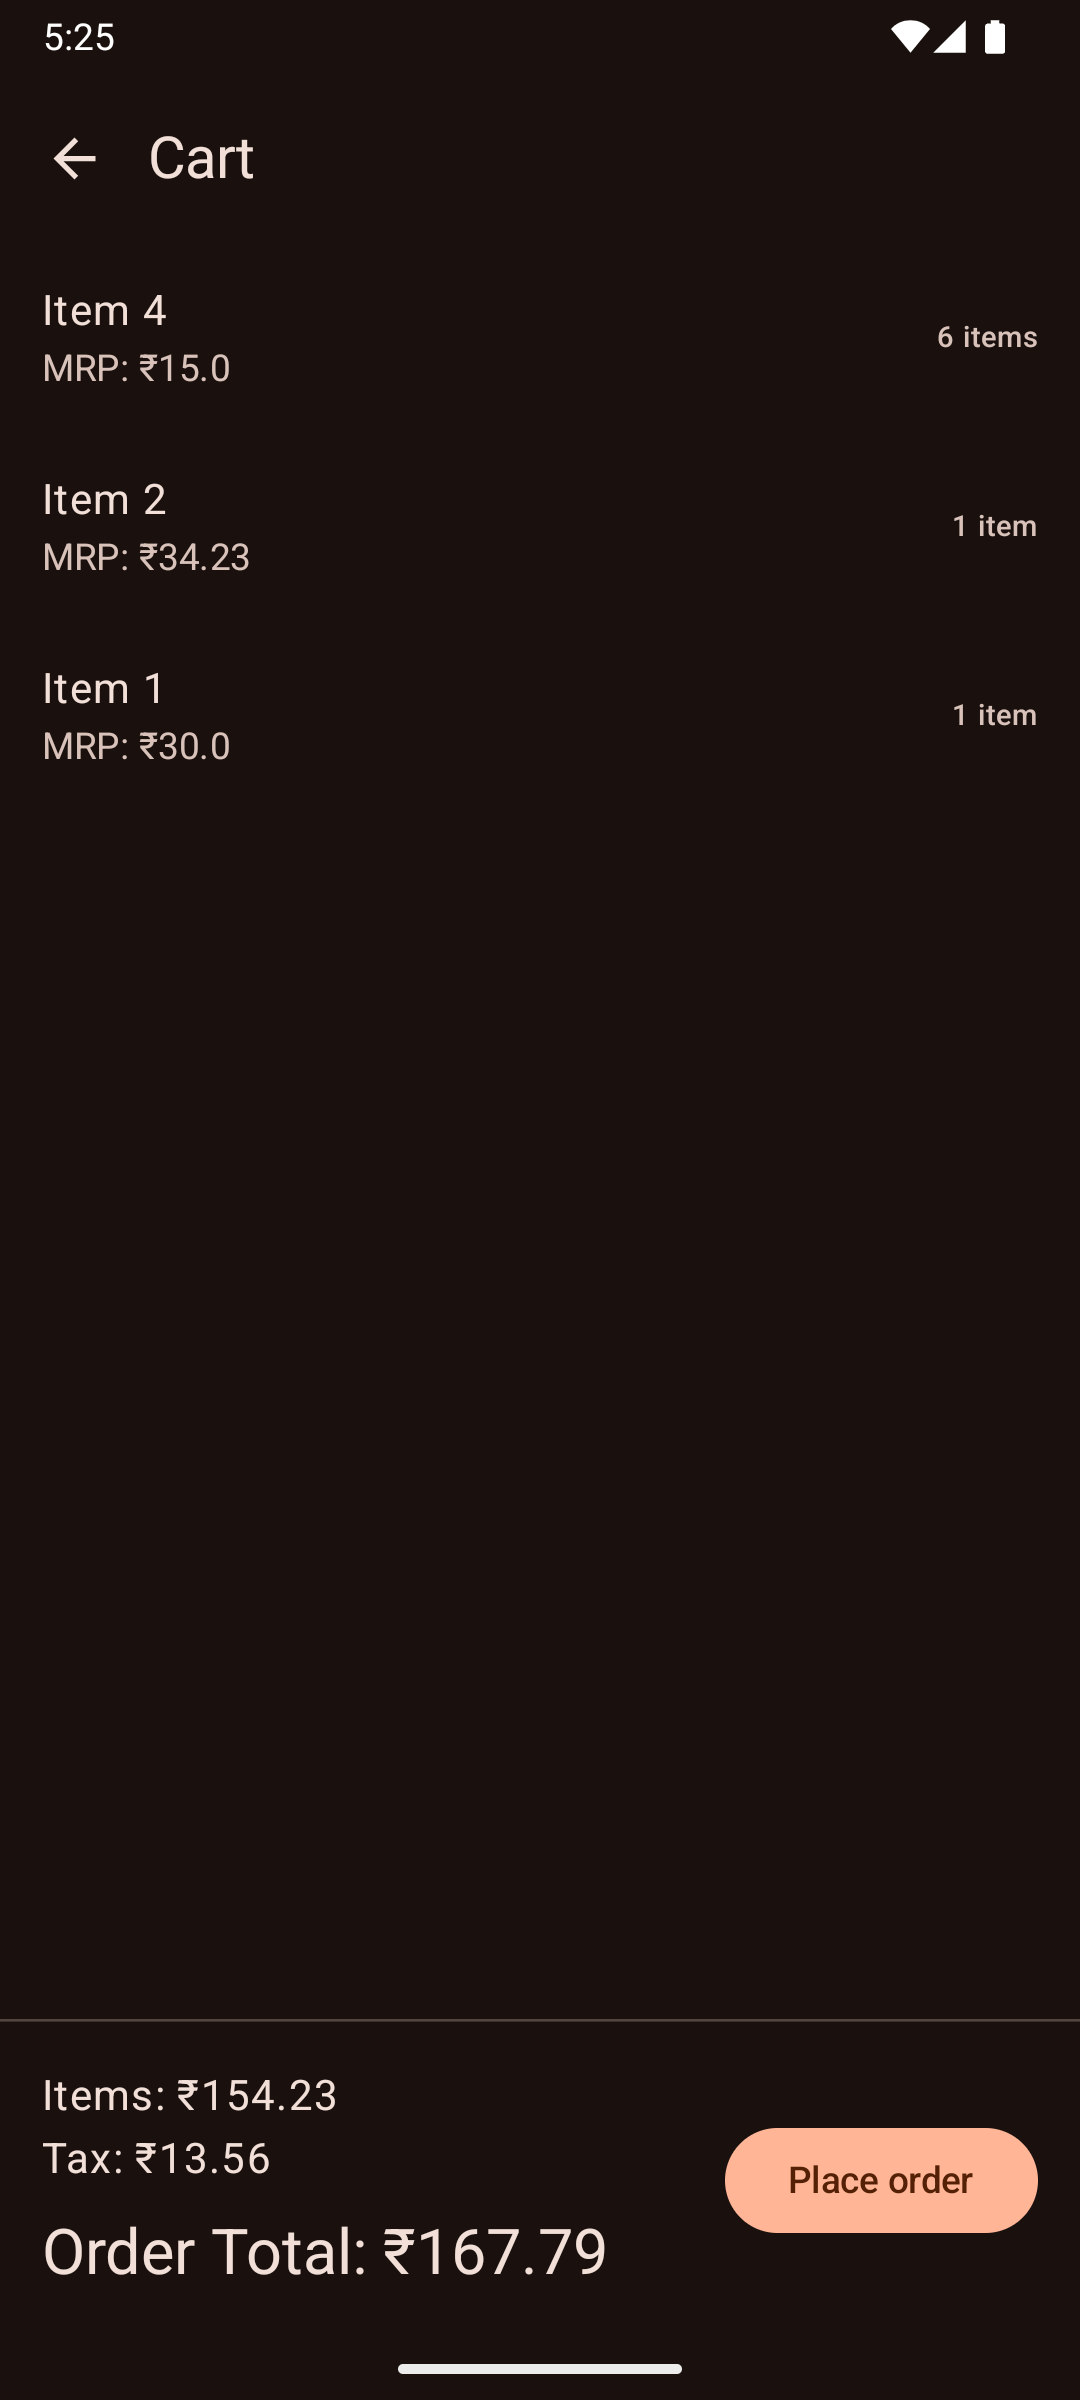 5:25
Cart
Item 4
MRP: ₹15.0
6 items
Item 2
MRP: ₹34.23
1 item
Item 1
MRP: ₹30.0
1 item
Items: ₹154.23
Tax: ₹13.56
Order Total: ₹167.79
Place order